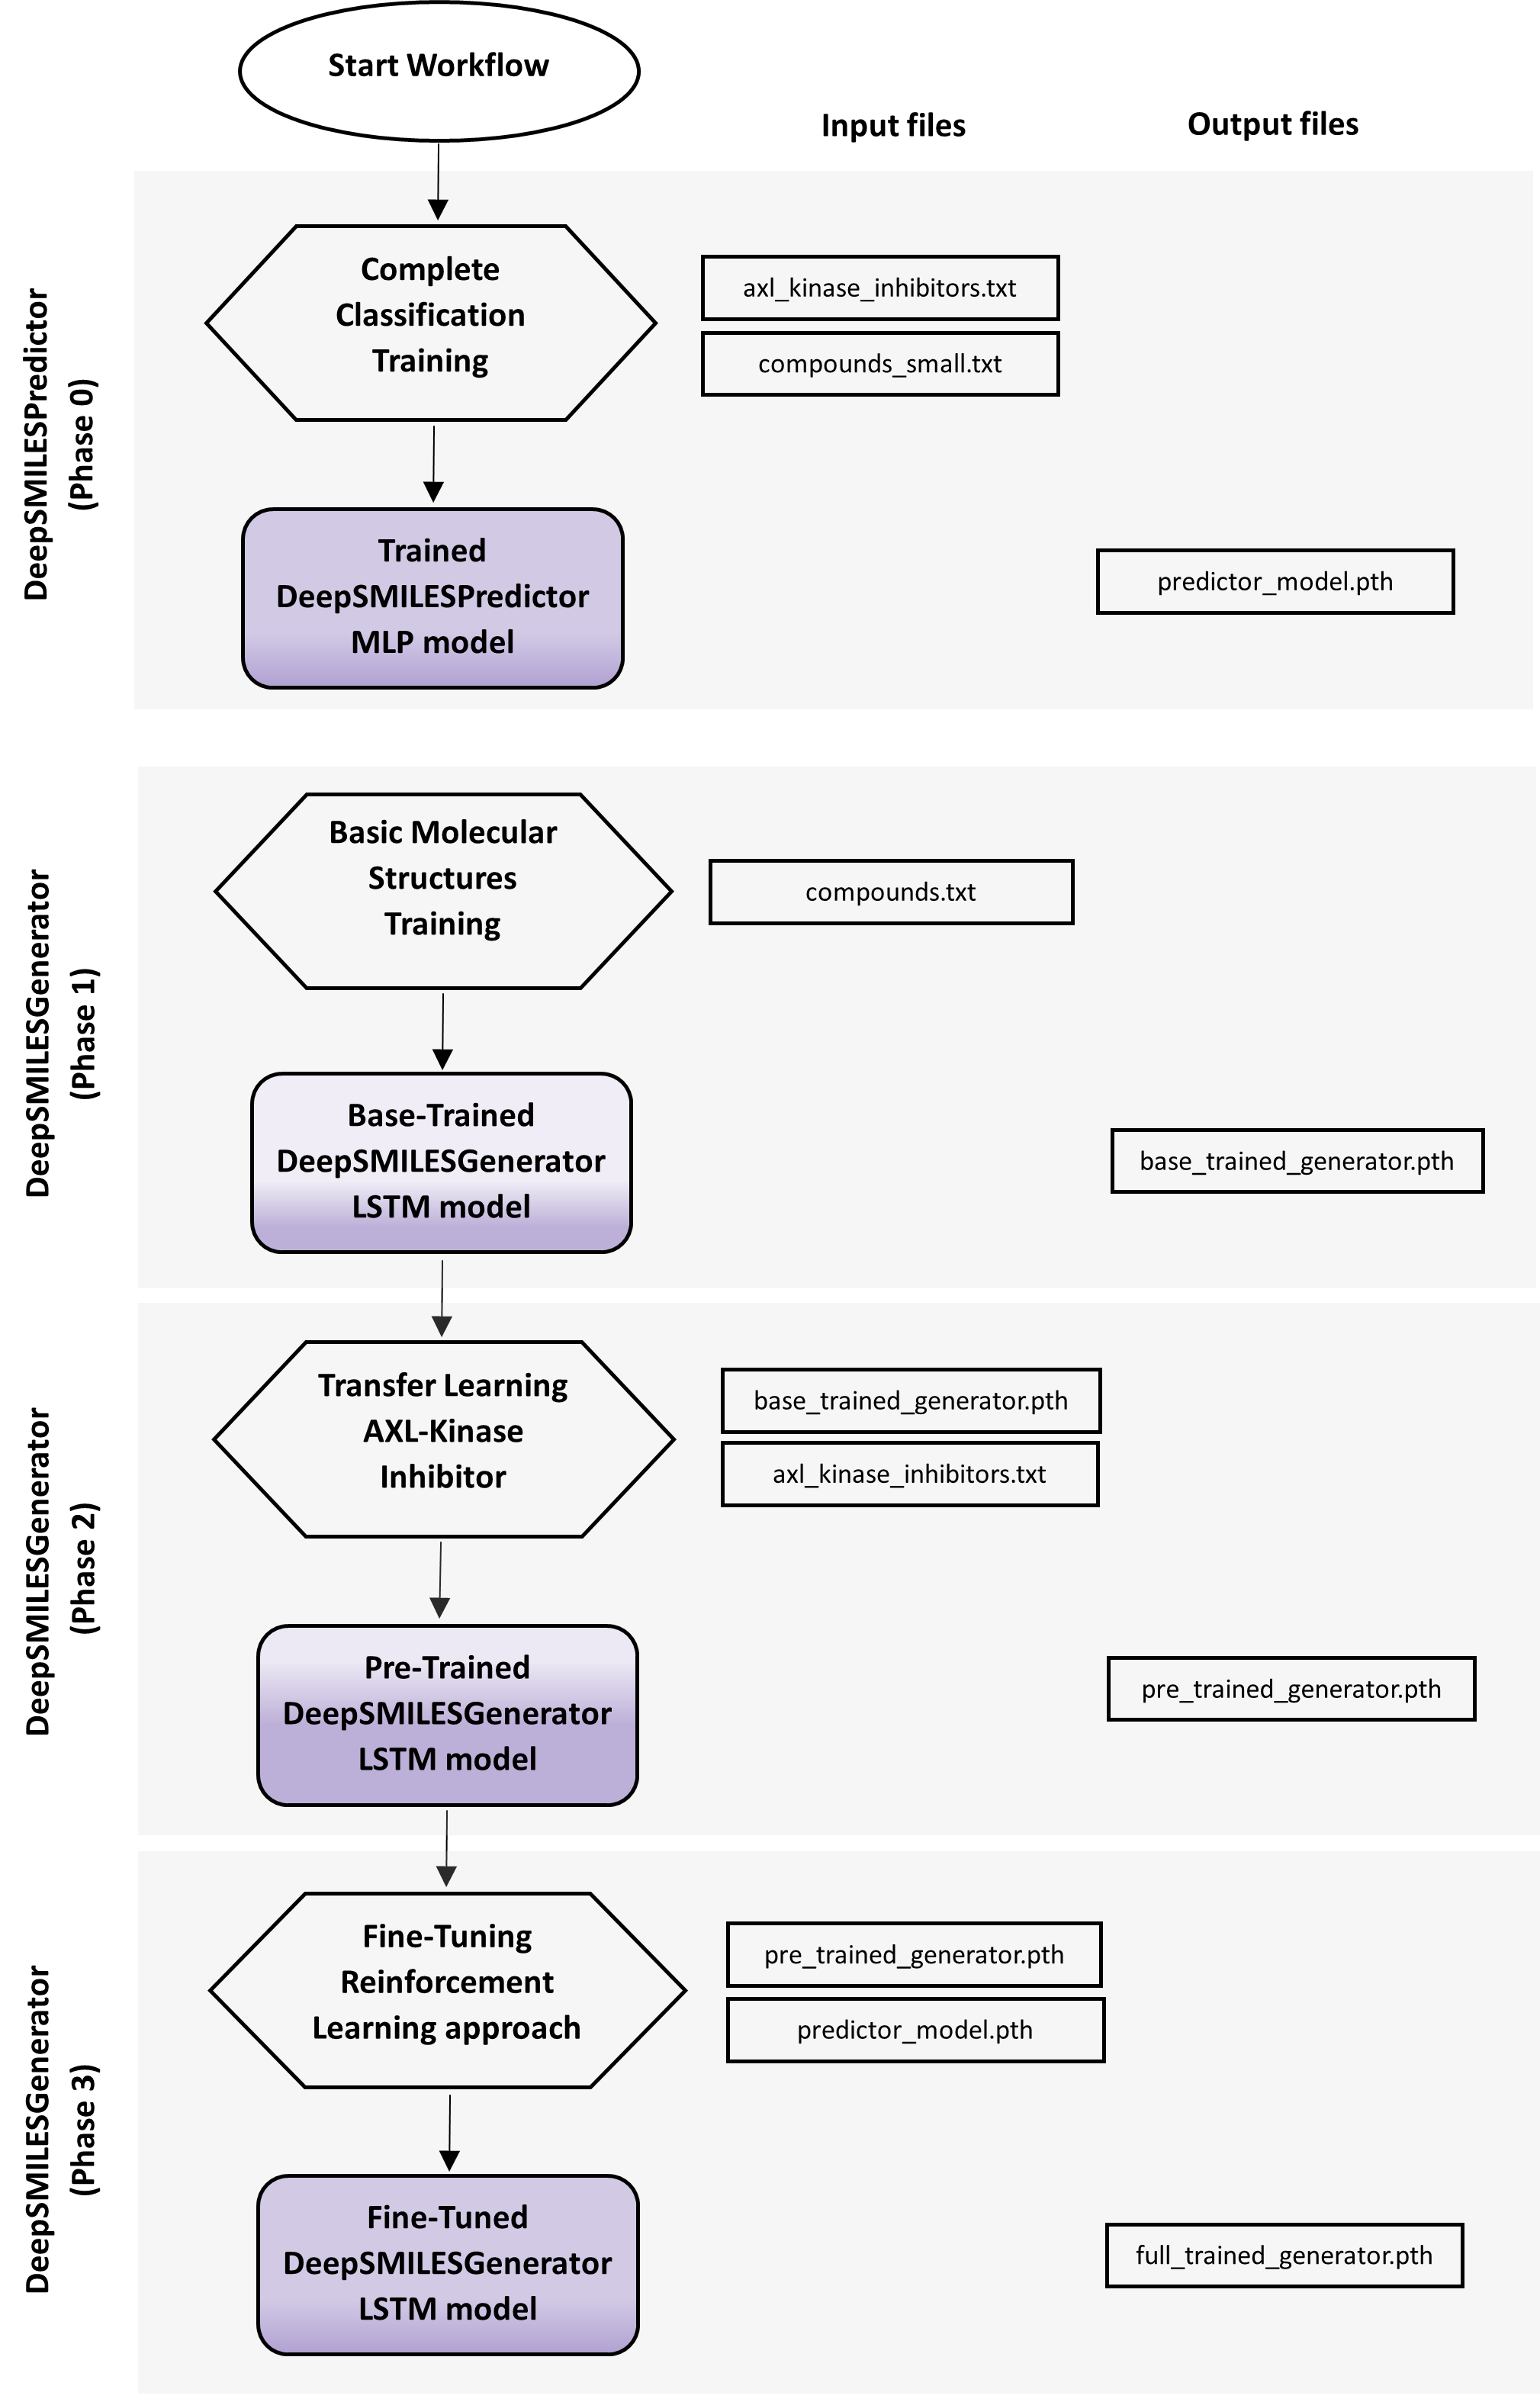 Start Workflow
Input files
Output files
DeepSMILESPredictor
(Phase 0)
Complete
Classification
Training
axl_kinase_inhibitors.txt
compounds_small.txt
Trained
DeepSMILESPredictor
MLP model
predictor_model.pth
DeepSMILESGenerator
(Phase 1)
Basic Molecular
Structures
Training
compounds.txt
Base-Trained
DeepSMILESGenerator
LSTM model
base_trained_generator.pth
DeepSMILESGenerator
(Phase 2)
Transfer Learning
AXL-Kinase
Inhibitor
base_trained_generator.pth
axl_kinase_inhibitors.txt
Pre-Trained
DeepSMILESGenerator
LSTM model
pre_trained_generator.pth
DeepSMILESGenerator
(Phase 3)
Fine-Tuning
Reinforcement
Learning approach
pre_trained_generator.pth
predictor_model.pth
Fine-Tuned
DeepSMILESGenerator
LSTM model
full_trained_generator.pth